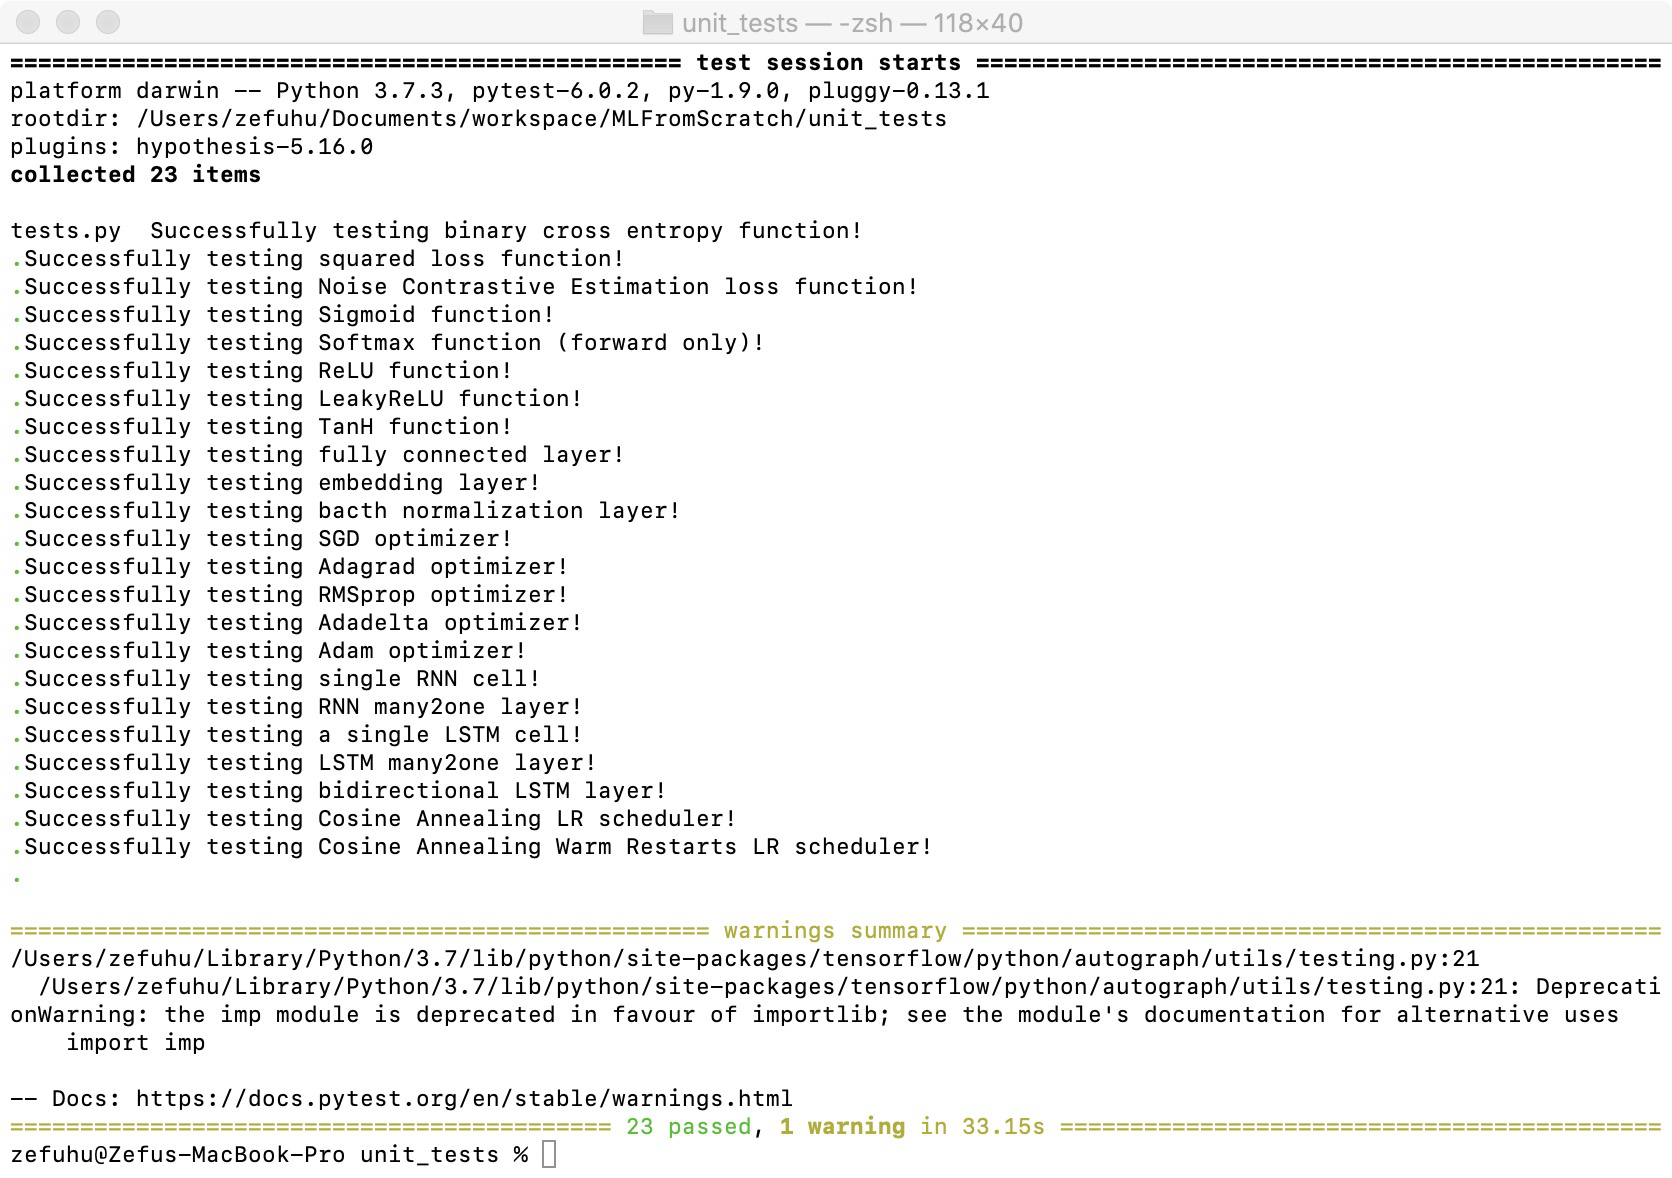 unit_tests — -zsh — 118×40
================================================ test session starts =================================================
platform darwin -- Python 3.7.3, pytest-6.0.2, py-1.9.0, pluggy-0.13.1
rootdir: /Users/zefuhu/Documents/workspace/MLFromScratch/unit_tests
plugins: hypothesis-5.16.0
collected 23 items
tests.py  Successfully testing binary cross entropy function!
.Successfully testing squared loss function!
.Successfully testing Noise Contrastive Estimation loss function!
.Successfully testing Sigmoid function!
.Successfully testing Softmax function (forward only)!
.Successfully testing ReLU function!
.Successfully testing LeakyReLU function!
.Successfully testing TanH function!
.Successfully testing fully connected layer!
.Successfully testing embedding layer!
.Successfully testing bacth normalization layer!
.Successfully testing SGD optimizer!
.Successfully testing Adagrad optimizer!
.Successfully testing RMSprop optimizer!
.Successfully testing Adadelta optimizer!
.Successfully testing Adam optimizer!
.Successfully testing single RNN cell!
.Successfully testing RNN many2one layer!
.Successfully testing a single LSTM cell!
.Successfully testing LSTM many2one layer!
.Successfully testing bidirectional LSTM layer!
.Successfully testing Cosine Annealing LR scheduler!
.Successfully testing Cosine Annealing Warm Restarts LR scheduler!
.
================================================== warnings summary ==================================================
/Users/zefuhu/Library/Python/3.7/lib/python/site-packages/tensorflow/python/autograph/utils/testing.py:21
  /Users/zefuhu/Library/Python/3.7/lib/python/site-packages/tensorflow/python/autograph/utils/testing.py:21: Deprecati
onWarning: the imp module is deprecated in favour of importlib; see the module's documentation for alternative uses
    import imp
-- Docs: https://docs.pytest.org/en/stable/warnings.html
=========================================== 23 passed, 1 warning in 33.15s ===========================================
zefuhu@Zefus-MacBook-Pro unit_tests %